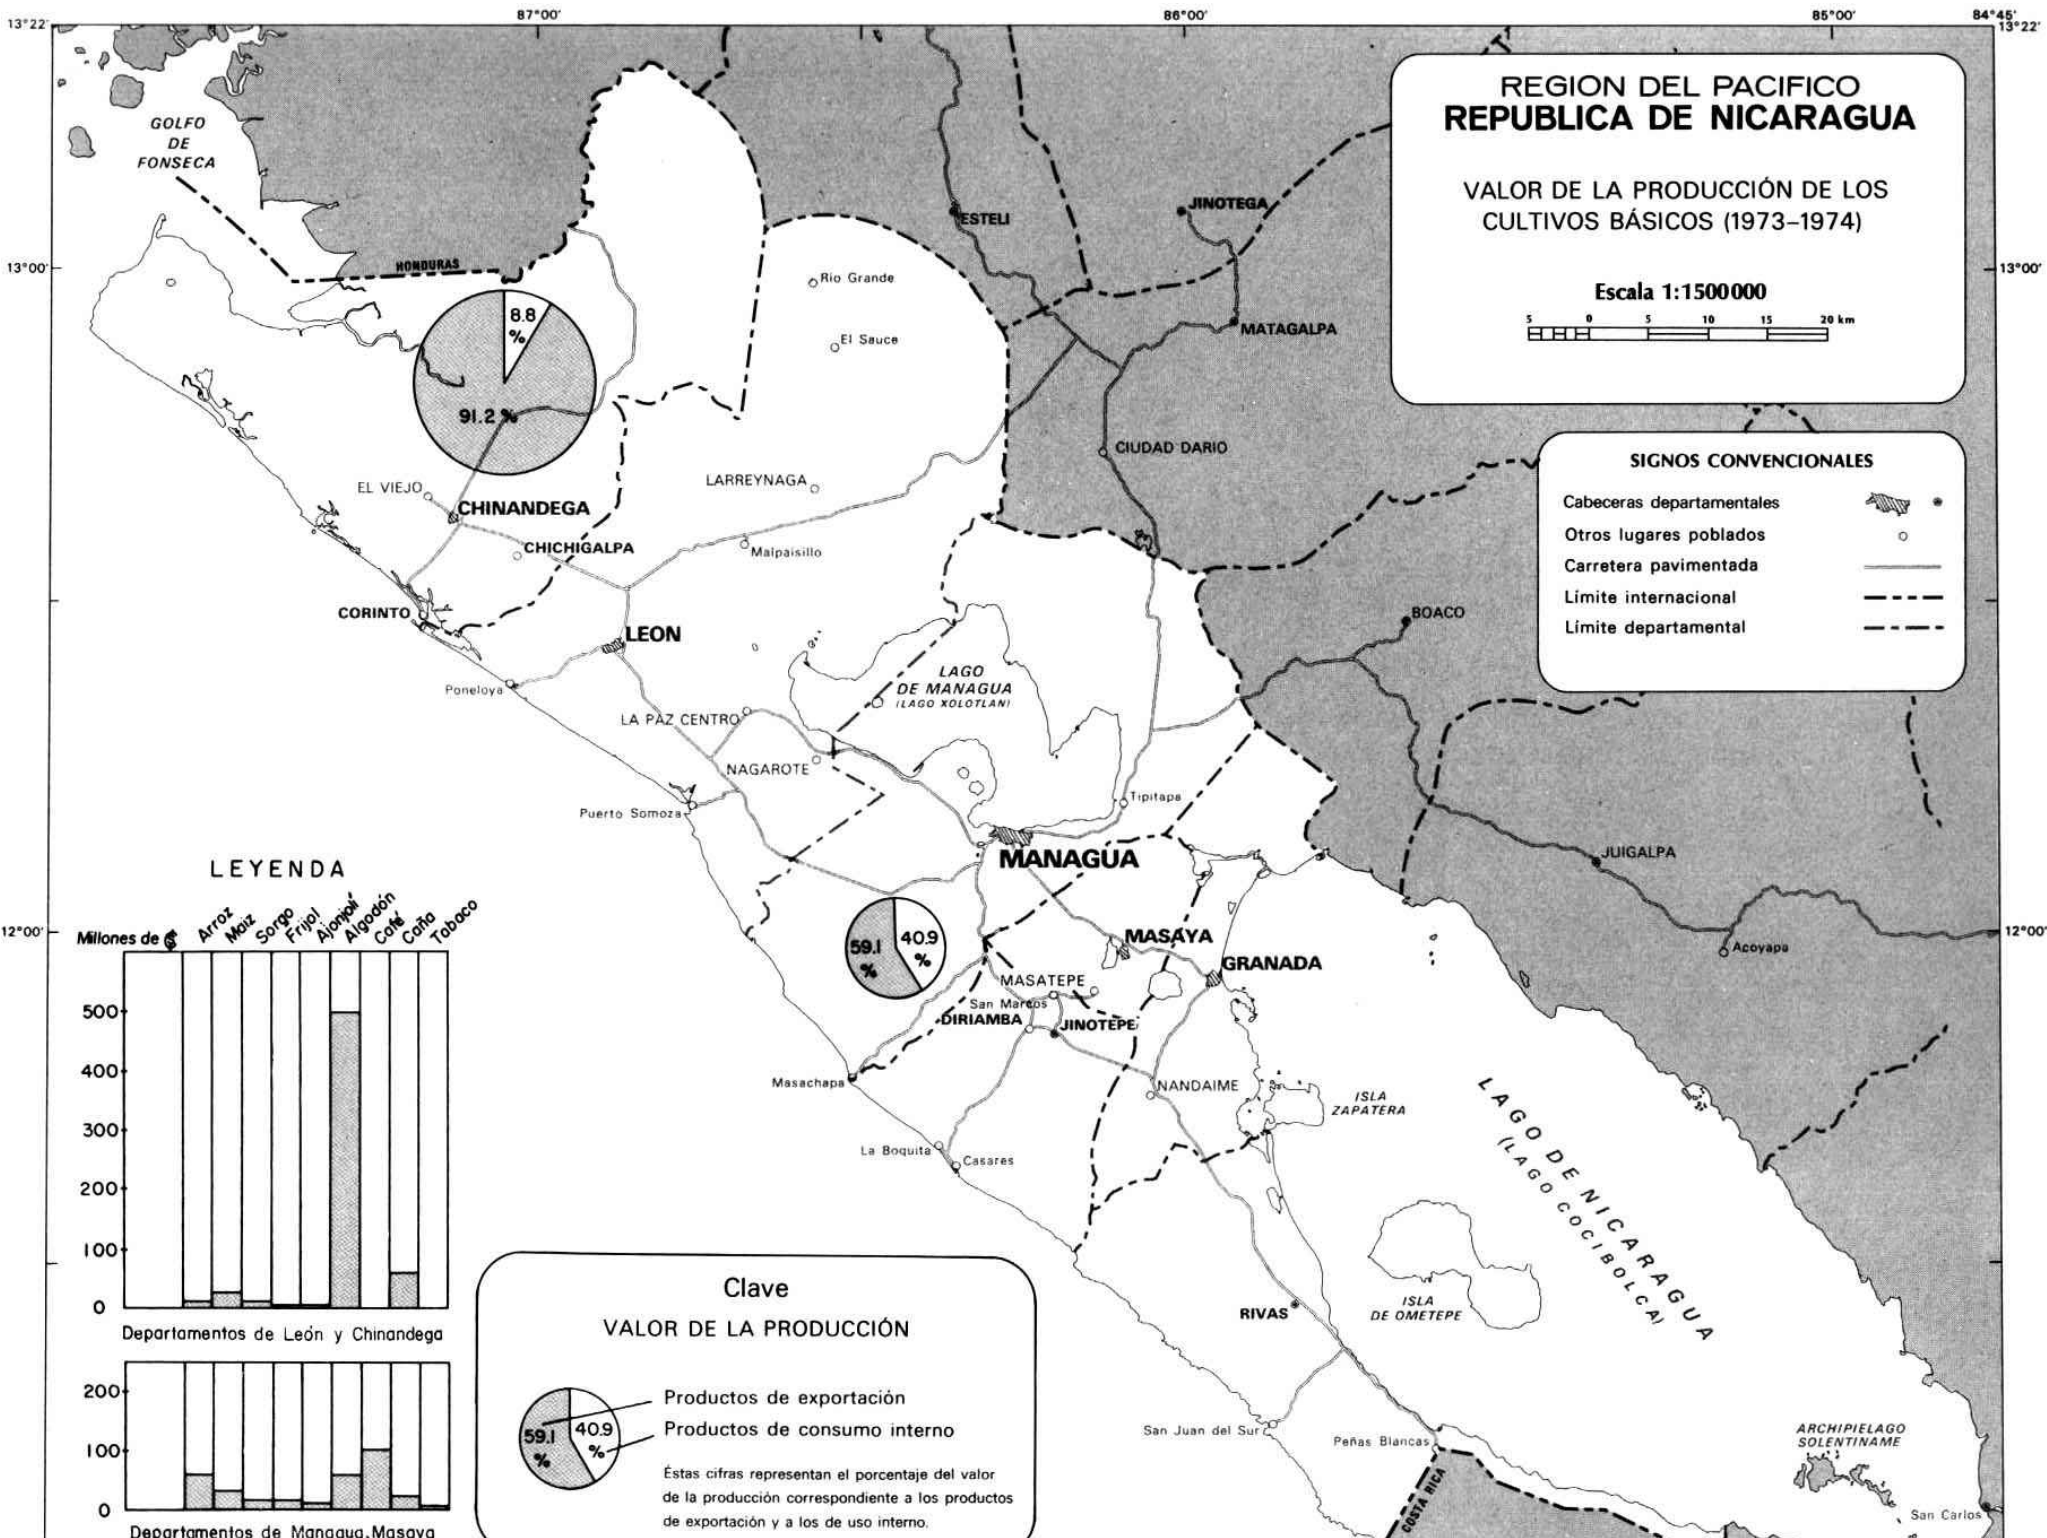 87°00'
86°00'
85°00'
84°45'
13°22'
13°22'
REGION DEL PACIFICO
REPUBLICA DE NICARAGUA
VALOR DE LA PRODUCCIÓN DE LOS
CULTIVOS BÁSICOS (1973–1974)
Escala 1:1500000
5 0 5 10 15 20 km
GOLFO
DE
FONSECA
HONDURAS
13°00'
13°00'
ESTELI
JINOTEGA
MATAGALPA
Rio Grande
El Sauce
8.8
%
91.2 %
CIUDAD DARIO
SIGNOS CONVENCIONALES
Cabeceras departamentales
Otros lugares poblados
Carretera pavimentada
Límite internacional
Límite departamental
EL VIEJO
CHINANDEGA
LARREYNAGA
CHICHIGALPA
Malpaisillo
CORINTO
LEON
BOACO
Poneloya
LAGO
DE MANAGUA
(LAGO XOLOTLAN)
LA PAZ CENTRO
NAGAROTE
Puerto Somoza
Tipitapa
MANAGUA
JUIGALPA
12°00'
12°00'
59.1
%
40.9
%
MASAYA
GRANADA
Acoyapa
MASATEPE
San Marcos
DIRIAMBA
JINOTEPE
Masachapa
NANDAIME
ISLA
ZAPATERA
La Boquita
Casares
LAGO DE NICARAGUA
(LAGO COCIBOLCA)
RIVAS
ISLA
DE OMETEPE
San Juan del Sur
Peñas Blancas
COSTA RICA
ARCHIPIELAGO
SOLENTINAME
San Carlos
LEYENDA
Millones de
Arroz
Maiz
Sorgo
Frijol
Ajonjolí
Algodón
Café
Caña
Tabaco
500
400
300
200
100
0
Departamentos de León y Chinandega
200
100
0
Departamentos de Managua, Masaya
Clave
VALOR DE LA PRODUCCIÓN
59.1
%
40.9
%
Productos de exportación
Productos de consumo interno
Éstas cifras representan el porcentaje del valor
de la producción correspondiente a los productos
de exportación y a los de uso interno.